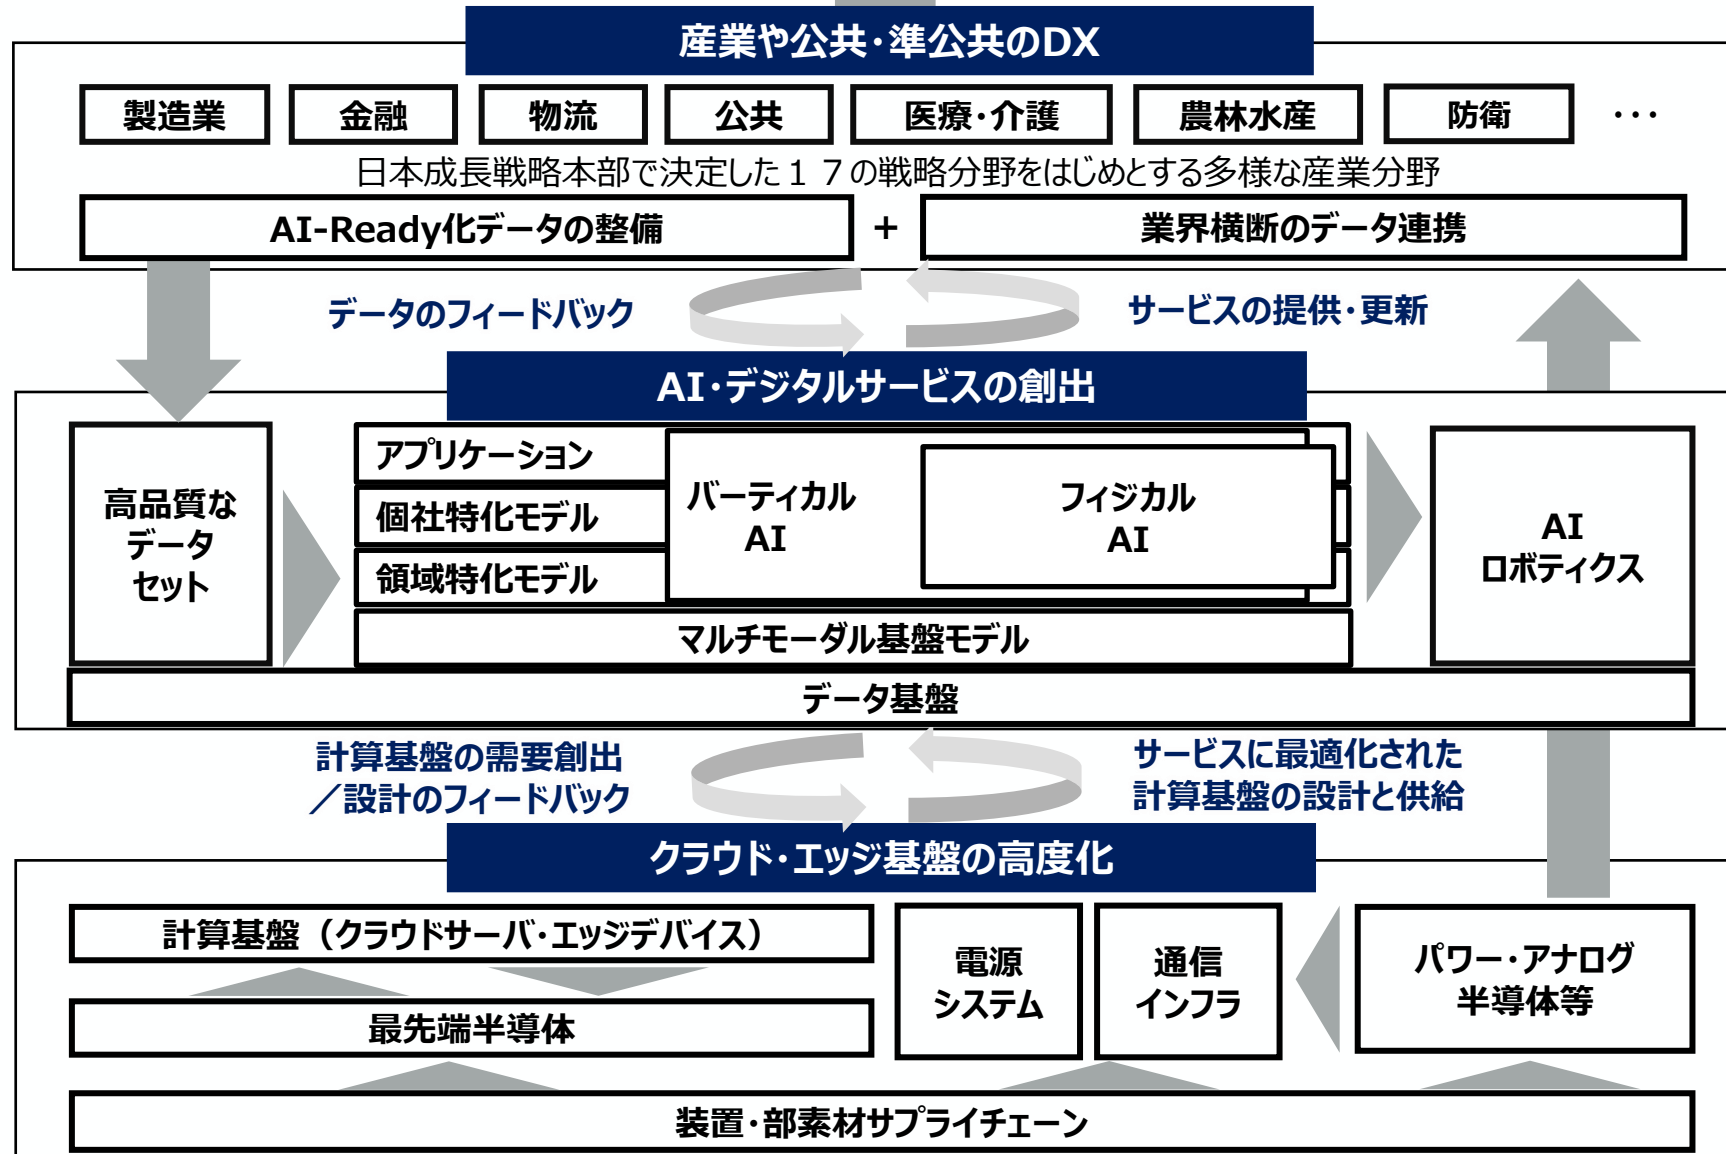 産業や公共・準公共のDX
製造業
金融
物流
公共
医療・介護
農林水産
防衛
・・・
日本成長戦略本部で決定した１７の戦略分野をはじめとする多様な産業分野
AI-Ready化データの整備
+
業界横断のデータ連携
データのフィードバック
サービスの提供・更新
AI・デジタルサービスの創出
高品質な
データ
セット
アプリケーション
個社特化モデル
領域特化モデル
バーティカル
AI
フィジカル
AI
マルチモーダル基盤モデル
AI
ロボティクス
データ基盤
計算基盤の需要創出
／設計のフィードバック
サービスに最適化された
計算基盤の設計と供給
クラウド・エッジ基盤の高度化
計算基盤（クラウドサーバ・エッジデバイス）
最先端半導体
電源
システム
通信
インフラ
パワー・アナログ
半導体等
装置・部素材サプライチェーン